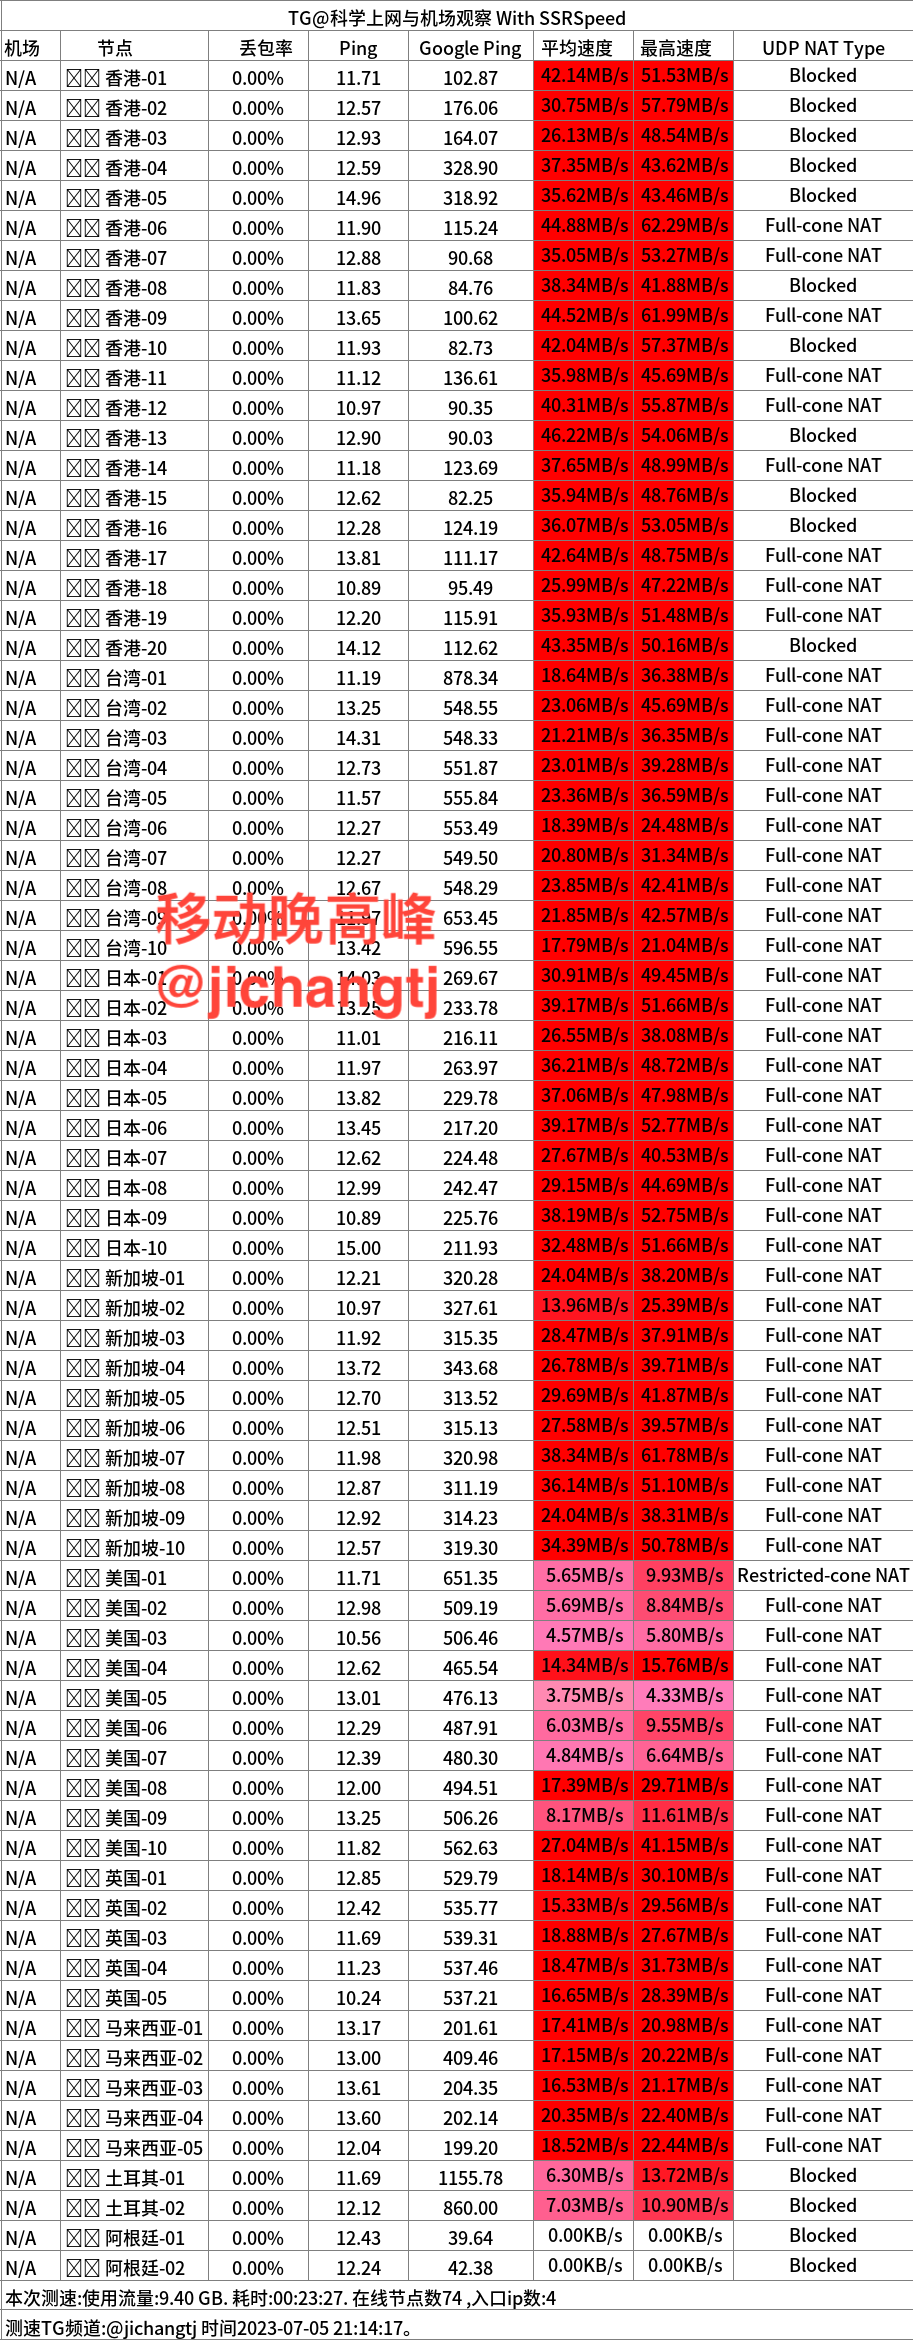 TG@科学上网与机场观察 With SSRSpeed
机场 节点 丢包率 Ping Google Ping 平均速度 最高速度 UDP NAT Type
N/A 香港-01 0.00% 11.71 102.87 42.14MB/s 51.53MB/s Blocked
N/A 香港-02 0.00% 12.57 176.06 30.75MB/s 57.79MB/s Blocked
N/A 香港-03 0.00% 12.93 164.07 26.13MB/s 48.54MB/s Blocked
N/A 香港-04 0.00% 12.59 328.90 37.35MB/s 43.62MB/s Blocked
N/A 香港-05 0.00% 14.96 318.92 35.62MB/s 43.46MB/s Blocked
N/A 香港-06 0.00% 11.90 115.24 44.88MB/s 62.29MB/s Full-cone NAT
N/A 香港-07 0.00% 12.88 90.68 35.05MB/s 53.27MB/s Full-cone NAT
N/A 香港-08 0.00% 11.83 84.76 38.34MB/s 41.88MB/s Blocked
N/A 香港-09 0.00% 13.65 100.62 44.52MB/s 61.99MB/s Full-cone NAT
N/A 香港-10 0.00% 11.93 82.73 42.04MB/s 57.37MB/s Blocked
N/A 香港-11 0.00% 11.12 136.61 35.98MB/s 45.69MB/s Full-cone NAT
N/A 香港-12 0.00% 10.97 90.35 40.31MB/s 55.87MB/s Full-cone NAT
N/A 香港-13 0.00% 12.90 90.03 46.22MB/s 54.06MB/s Blocked
N/A 香港-14 0.00% 11.18 123.69 37.65MB/s 48.99MB/s Full-cone NAT
N/A 香港-15 0.00% 12.62 82.25 35.94MB/s 48.76MB/s Blocked
N/A 香港-16 0.00% 12.28 124.19 36.07MB/s 53.05MB/s Blocked
N/A 香港-17 0.00% 13.81 111.17 42.64MB/s 48.75MB/s Full-cone NAT
N/A 香港-18 0.00% 10.89 95.49 25.99MB/s 47.22MB/s Full-cone NAT
N/A 香港-19 0.00% 12.20 115.91 35.93MB/s 51.48MB/s Full-cone NAT
N/A 香港-20 0.00% 14.12 112.62 43.35MB/s 50.16MB/s Blocked
N/A 台湾-01 0.00% 11.19 878.34 18.64MB/s 36.38MB/s Full-cone NAT
N/A 台湾-02 0.00% 13.25 548.55 23.06MB/s 45.69MB/s Full-cone NAT
N/A 台湾-03 0.00% 14.31 548.33 21.21MB/s 36.35MB/s Full-cone NAT
N/A 台湾-04 0.00% 12.73 551.87 23.01MB/s 39.28MB/s Full-cone NAT
N/A 台湾-05 0.00% 11.57 555.84 23.36MB/s 36.59MB/s Full-cone NAT
N/A 台湾-06 0.00% 12.27 553.49 18.39MB/s 24.48MB/s Full-cone NAT
N/A 台湾-07 0.00% 12.27 549.50 20.80MB/s 31.34MB/s Full-cone NAT
N/A 台湾-08 0.00% 12.67 548.29 23.85MB/s 42.41MB/s Full-cone NAT
N/A 台湾-09 0.00% 11.97 653.45 21.85MB/s 42.57MB/s Full-cone NAT
移动晚高峰
N/A 台湾-10 0.00% 13.42 596.55 17.79MB/s 21.04MB/s Full-cone NAT
N/A 日本-01 0.00% 14.03 269.67 30.91MB/s 49.45MB/s Full-cone NAT
@jichangtj
N/A 日本-02 0.00% 13.25 233.78 39.17MB/s 51.66MB/s Full-cone NAT
N/A 日本-03 0.00% 11.01 216.11 26.55MB/s 38.08MB/s Full-cone NAT
N/A 日本-04 0.00% 11.97 263.97 36.21MB/s 48.72MB/s Full-cone NAT
N/A 日本-05 0.00% 13.82 229.78 37.06MB/s 47.98MB/s Full-cone NAT
N/A 日本-06 0.00% 13.45 217.20 39.17MB/s 52.77MB/s Full-cone NAT
N/A 日本-07 0.00% 12.62 224.48 27.67MB/s 40.53MB/s Full-cone NAT
N/A 日本-08 0.00% 12.99 242.47 29.15MB/s 44.69MB/s Full-cone NAT
N/A 日本-09 0.00% 10.89 225.76 38.19MB/s 52.75MB/s Full-cone NAT
N/A 日本-10 0.00% 15.00 211.93 32.48MB/s 51.66MB/s Full-cone NAT
N/A 新加坡-01 0.00% 12.21 320.28 24.04MB/s 38.20MB/s Full-cone NAT
N/A 新加坡-02 0.00% 10.97 327.61 13.96MB/s 25.39MB/s Full-cone NAT
N/A 新加坡-03 0.00% 11.92 315.35 28.47MB/s 37.91MB/s Full-cone NAT
N/A 新加坡-04 0.00% 13.72 343.68 26.78MB/s 39.71MB/s Full-cone NAT
N/A 新加坡-05 0.00% 12.70 313.52 29.69MB/s 41.87MB/s Full-cone NAT
N/A 新加坡-06 0.00% 12.51 315.13 27.58MB/s 39.57MB/s Full-cone NAT
N/A 新加坡-07 0.00% 11.98 320.98 38.34MB/s 61.78MB/s Full-cone NAT
N/A 新加坡-08 0.00% 12.87 311.19 36.14MB/s 51.10MB/s Full-cone NAT
N/A 新加坡-09 0.00% 12.92 314.23 24.04MB/s 38.31MB/s Full-cone NAT
N/A 新加坡-10 0.00% 12.57 319.30 34.39MB/s 50.78MB/s Full-cone NAT
N/A 美国-01 0.00% 11.71 651.35 5.65MB/s 9.93MB/s Restricted-cone NAT
N/A 美国-02 0.00% 12.98 509.19 5.69MB/s 8.84MB/s Full-cone NAT
N/A 美国-03 0.00% 10.56 506.46 4.57MB/s 5.80MB/s Full-cone NAT
N/A 美国-04 0.00% 12.62 465.54 14.34MB/s 15.76MB/s Full-cone NAT
N/A 美国-05 0.00% 13.01 476.13 3.75MB/s 4.33MB/s Full-cone NAT
N/A 美国-06 0.00% 12.29 487.91 6.03MB/s 9.55MB/s Full-cone NAT
N/A 美国-07 0.00% 12.39 480.30 4.84MB/s 6.64MB/s Full-cone NAT
N/A 美国-08 0.00% 12.00 494.51 17.39MB/s 29.71MB/s Full-cone NAT
N/A 美国-09 0.00% 13.25 506.26 8.17MB/s 11.61MB/s Full-cone NAT
N/A 美国-10 0.00% 11.82 562.63 27.04MB/s 41.15MB/s Full-cone NAT
N/A 英国-01 0.00% 12.85 529.79 18.14MB/s 30.10MB/s Full-cone NAT
N/A 英国-02 0.00% 12.42 535.77 15.33MB/s 29.56MB/s Full-cone NAT
N/A 英国-03 0.00% 11.69 539.31 18.88MB/s 27.67MB/s Full-cone NAT
N/A 英国-04 0.00% 11.23 537.46 18.47MB/s 31.73MB/s Full-cone NAT
N/A 英国-05 0.00% 10.24 537.21 16.65MB/s 28.39MB/s Full-cone NAT
N/A 马来西亚-01 0.00% 13.17 201.61 17.41MB/s 20.98MB/s Full-cone NAT
N/A 马来西亚-02 0.00% 13.00 409.46 17.15MB/s 20.22MB/s Full-cone NAT
N/A 马来西亚-03 0.00% 13.61 204.35 16.53MB/s 21.17MB/s Full-cone NAT
N/A 马来西亚-04 0.00% 13.60 202.14 20.35MB/s 22.40MB/s Full-cone NAT
N/A 马来西亚-05 0.00% 12.04 199.20 18.52MB/s 22.44MB/s Full-cone NAT
N/A 土耳其-01 0.00% 11.69 1155.78 6.30MB/s 13.72MB/s Blocked
N/A 土耳其-02 0.00% 12.12 860.00 7.03MB/s 10.90MB/s Blocked
N/A 阿根廷-01 0.00% 12.43 39.64 0.00KB/s 0.00KB/s Blocked
N/A 阿根廷-02 0.00% 12.24 42.38 0.00KB/s 0.00KB/s Blocked
本次测速:使用流量:9.40 GB. 耗时:00:23:27. 在线节点数74 ,入口ip数:4
测速TG频道:@jichangtj 时间2023-07-05 21:14:17。